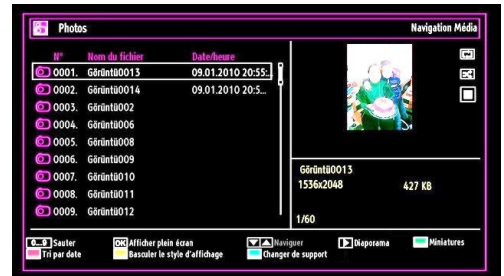 Photos Navigation Média
N° Nom du fichier Date/heure
0001. Görüntü0013 09.01.2010 20:55:
0002. Görüntü0014 09.01.2010 20:5...
0003. Görüntü002
0004. Görüntü006
0005. Görüntü008
0006. Görüntü009
0007. Görüntü010
0008. Görüntü011
0009. Görüntü012
Görüntü0013
1536x2048 427 KB
1/60
0...9 Sauter OK Afficher plein écran Naviguer Diaporama Miniatures
Tri par date Basculer le style d'affichage Changer de support